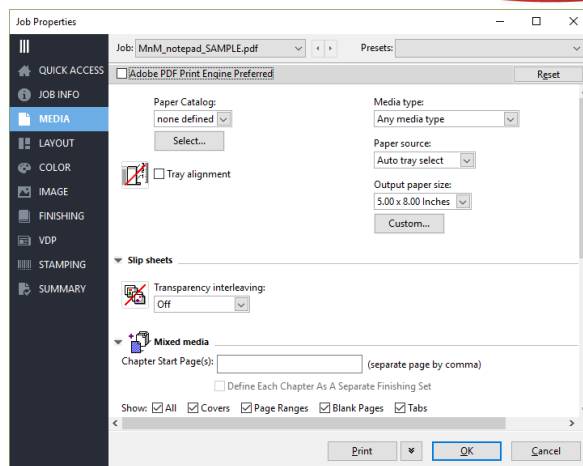 Job Properties
Job: MnM_notepad_SAMPLE.pdf Presets:
QUICK ACCESS
JOB INFO
MEDIA
LAYOUT
COLOR
IMAGE
FINISHING
VDP
STAMPING
SUMMARY
Adobe PDF Print Engine Preferred Reset
Paper Catalog:
none defined
Select...
Tray alignment
Media type:
Any media type
Paper source:
Auto tray select
Output paper size:
5.00 x 8.00 Inches
Custom...
Slip sheets
Transparency interleaving:
Off
Mixed media
Chapter Start Page(s): (separate page by comma)
Define Each Chapter As A Separate Finishing Set
Show: All Covers Page Ranges Blank Pages Tabs
Print OK Cancel